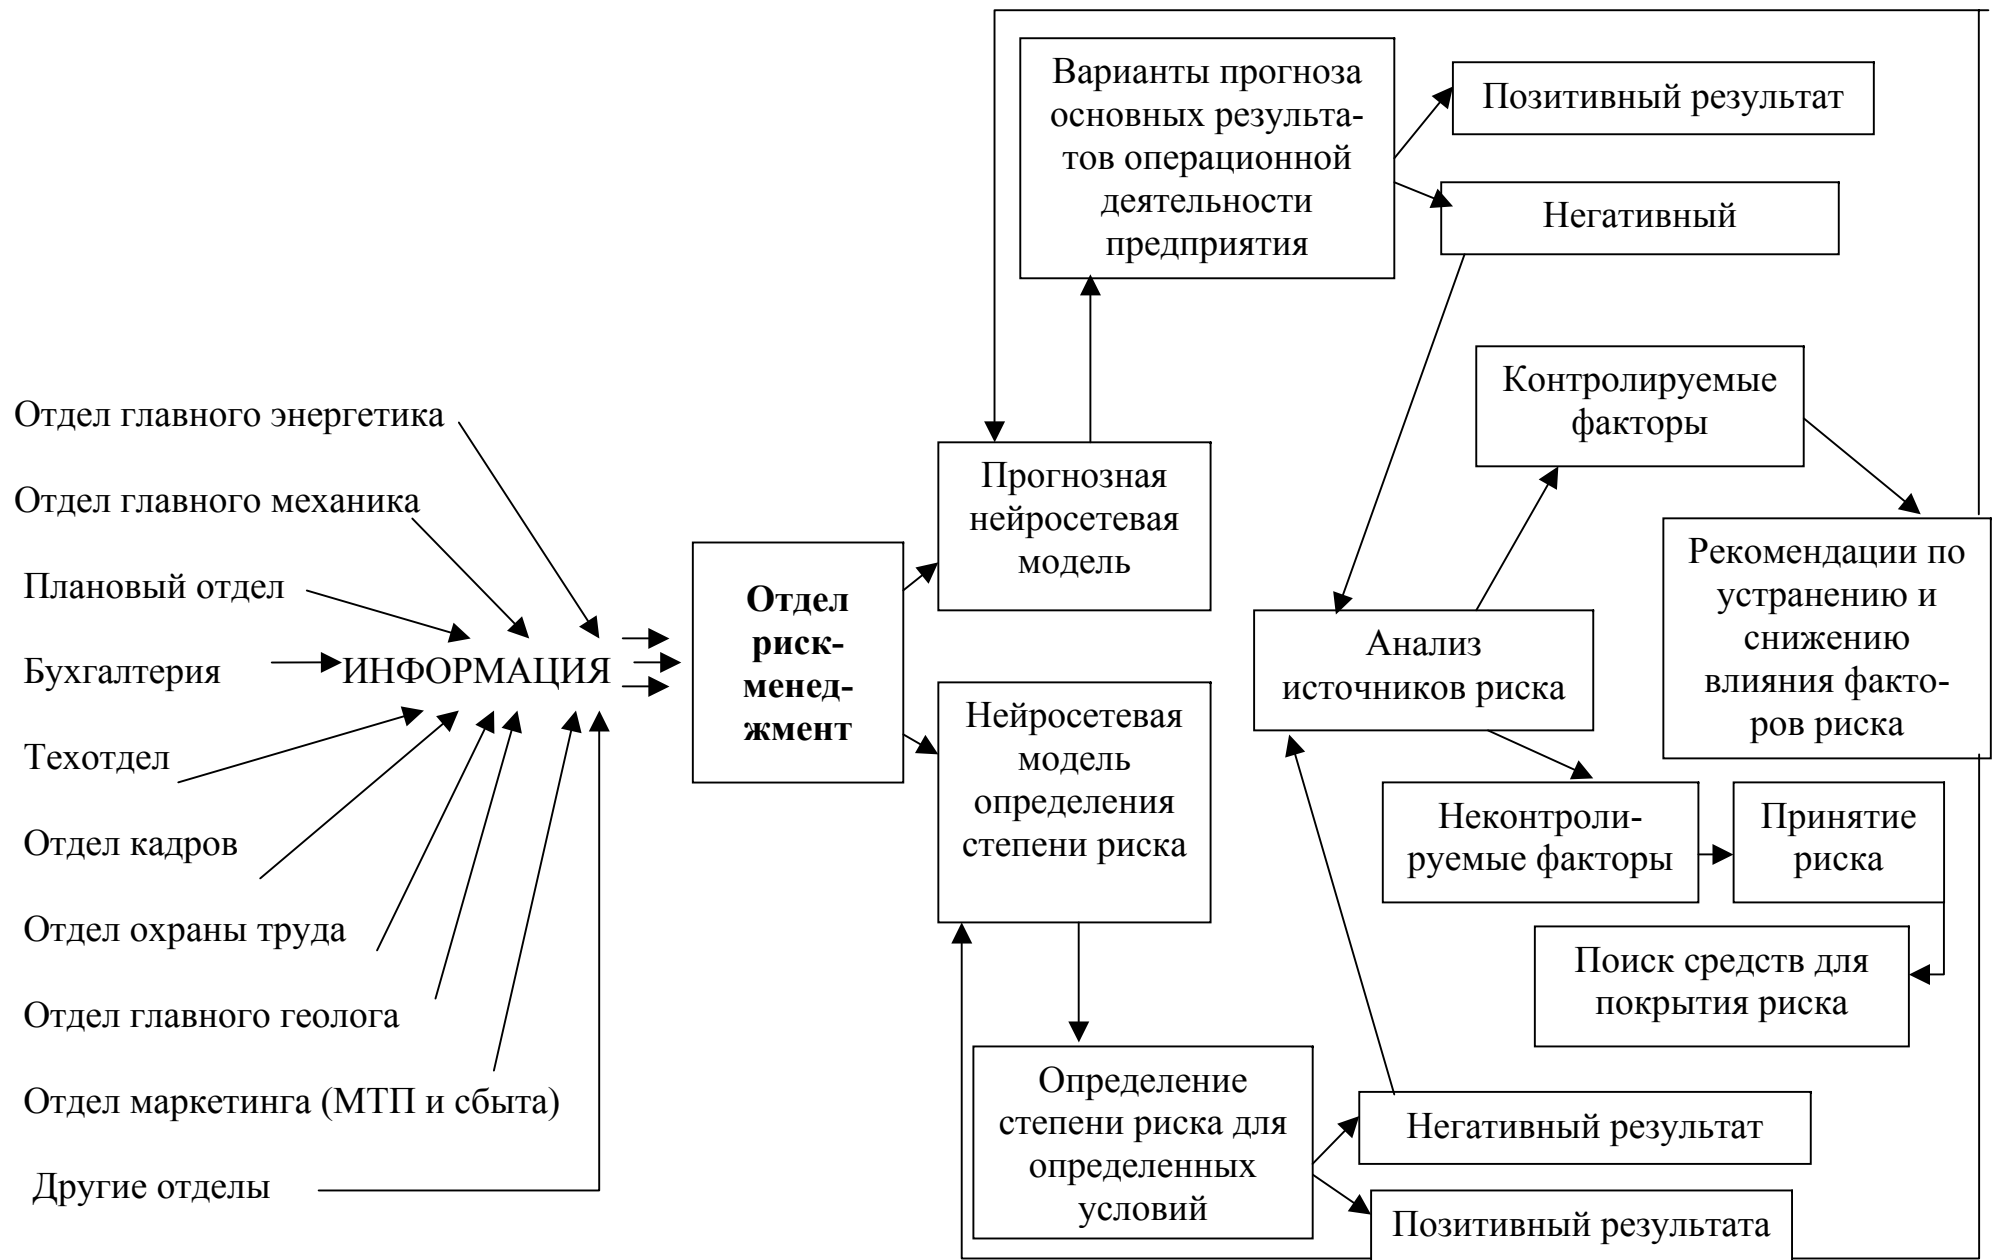 Отдел главного энергетика
Отдел главного механика
Плановый отдел
Бухгалтерия
Техотдел
Отдел кадров
Отдел охраны труда
Отдел главного геолога
Отдел маркетинга (МТП и сбыта)
Другие отделы
ИНФОРМАЦИЯ
Отдел
риск-
менед-
жмент
Прогнозная
нейросетевая
модель
Нейросетевая
модель
определения
степени риска
Варианты прогноза
основных результа-
тов операционной
деятельности
предприятия
Позитивный результат
Негативный
Контролируемые
факторы
Анализ
источников риска
Рекомендации по
устранению и
снижению
влияния факто-
ров риска
Неконтроли-
руемые факторы
Принятие
риска
Поиск средств для
покрытия риска
Определение
степени риска для
определенных
условий
Негативный результат
Позитивный результата